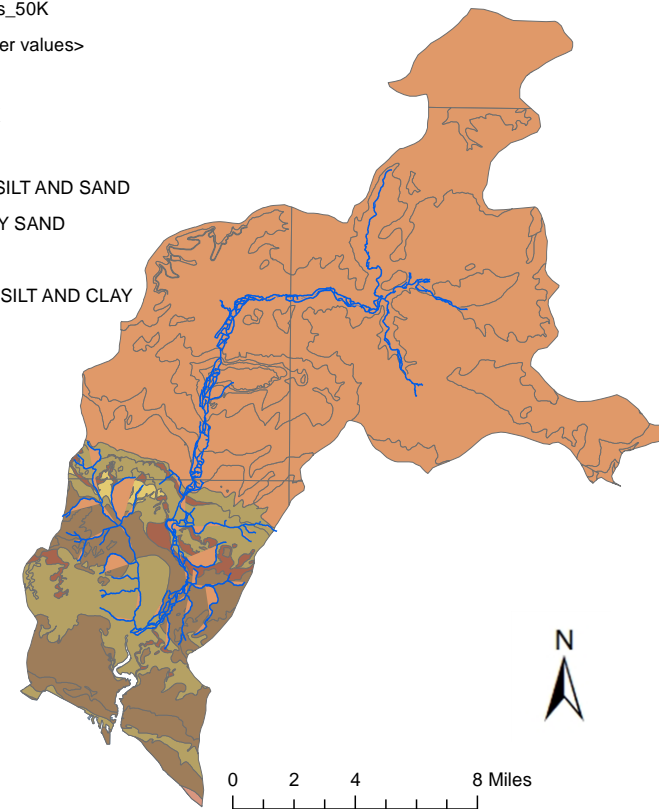 s_50K
er values>
SILT AND SAND
Y SAND
SILT AND CLAY
N
0 2 4 8 Miles